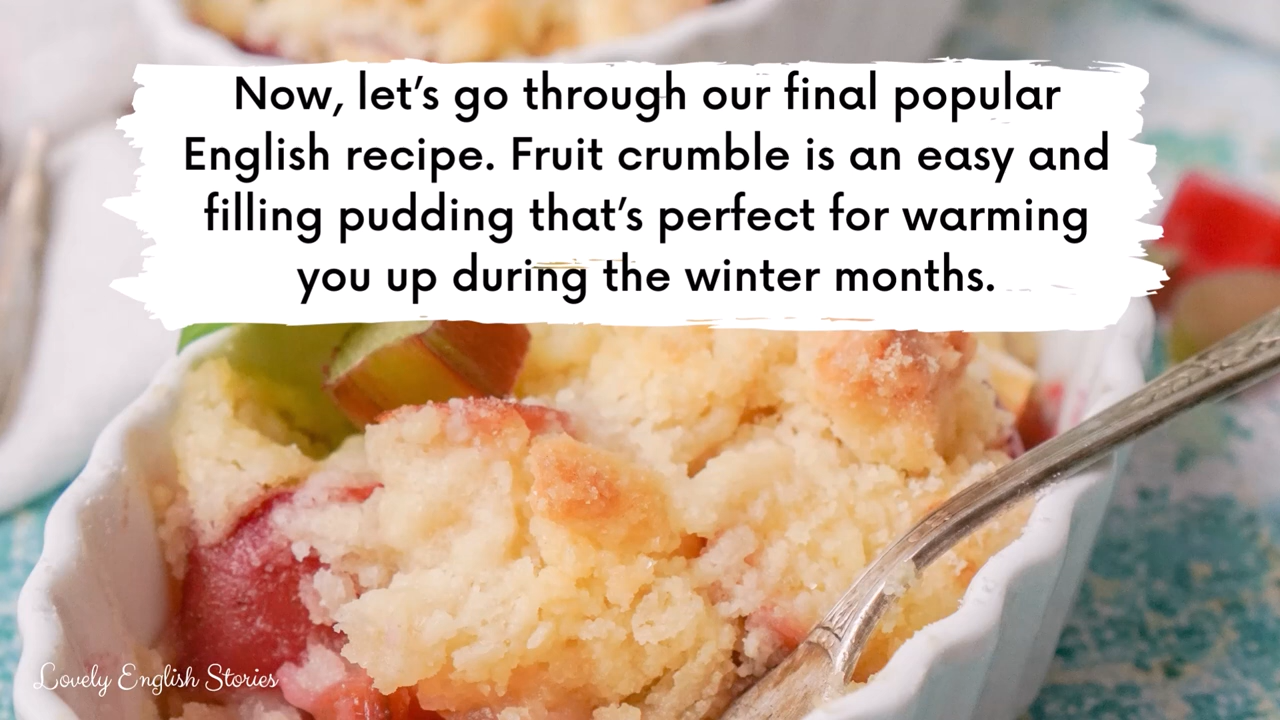 Now, let’s go through our final popular
English recipe. Fruit crumble is an easy and
filling pudding that’s perfect for warming
you up during the winter months.
Lovely English Stories